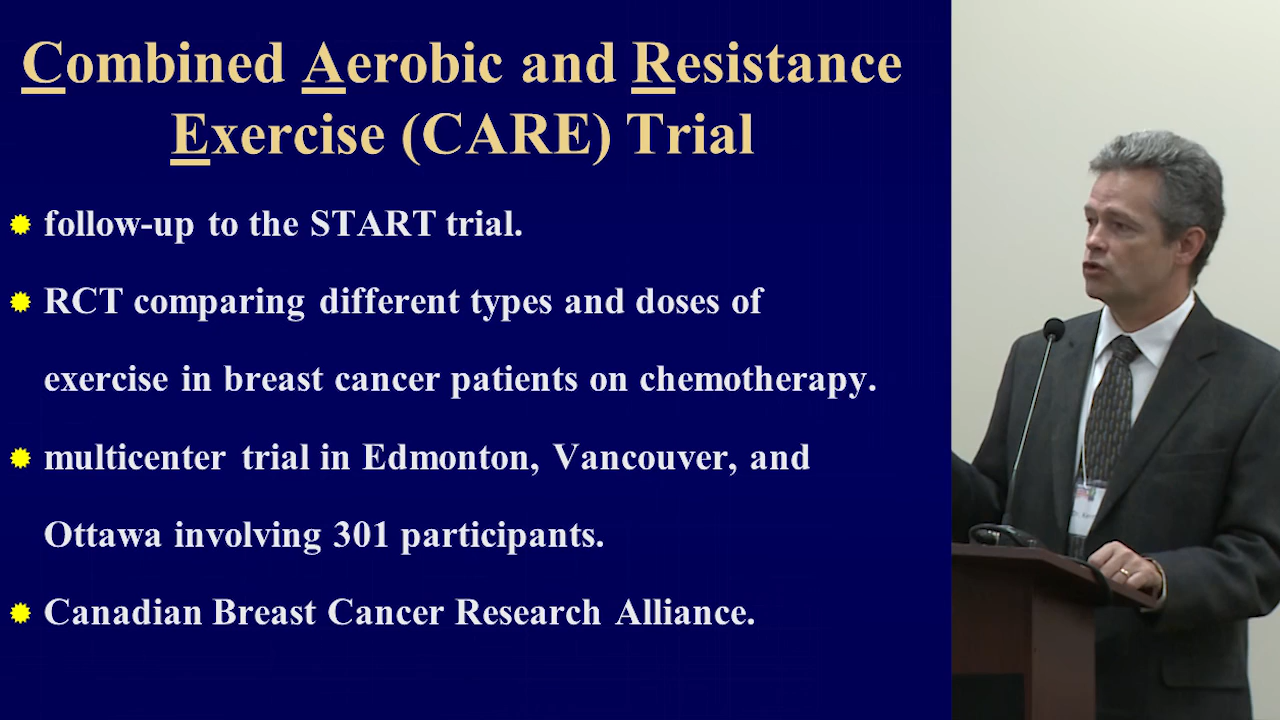 Combined Aerobic and Resistance
Exercise (CARE) Trial
follow-up to the START trial.
RCT comparing different types and doses of
exercise in breast cancer patients on chemotherapy.
multicenter trial in Edmonton, Vancouver, and
Ottawa involving 301 participants.
Canadian Breast Cancer Research Alliance.